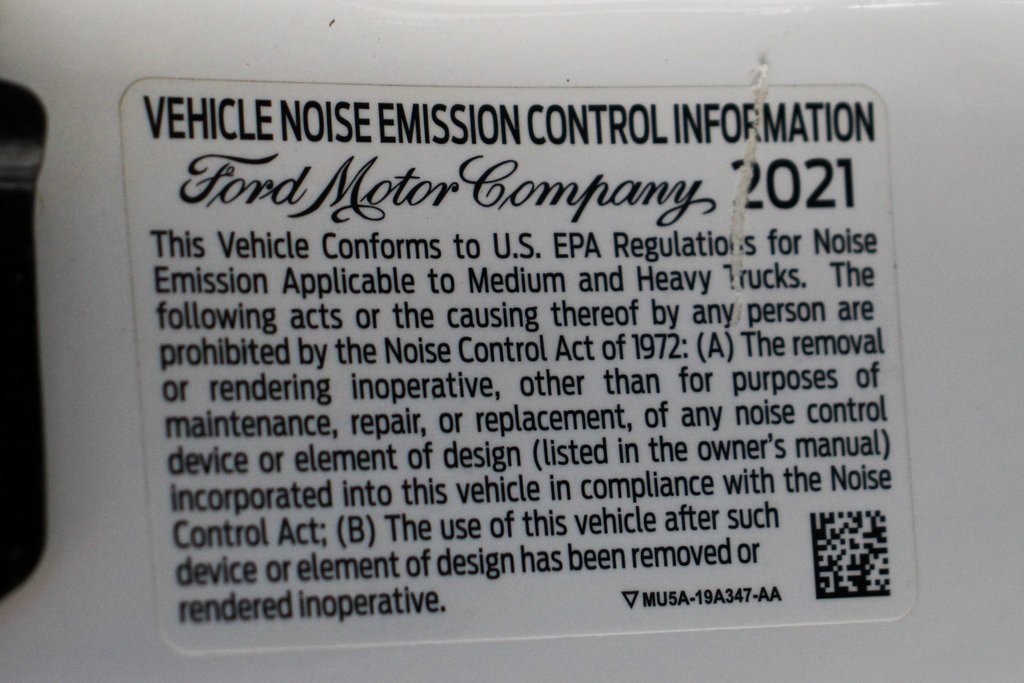 VEHICLE NOISE EMISSION CONTROL INFORMATION
Ford Motor Company 2021
This Vehicle Conforms to U.S. EPA Regulations for Noise
Emission Applicable to Medium and Heavy Trucks. The
following acts or the causing thereof by any person are
prohibited by the Noise Control Act of 1972: (A) The removal
or rendering inoperative, other than for purposes of
maintenance, repair, or replacement, of any noise control
device or element of design (listed in the owner's manual)
incorporated into this vehicle in compliance with the Noise
Control Act; (B) The use of this vehicle after such
device or element of design has been removed or
rendered inoperative.
▽ MU5A-19A347-AA